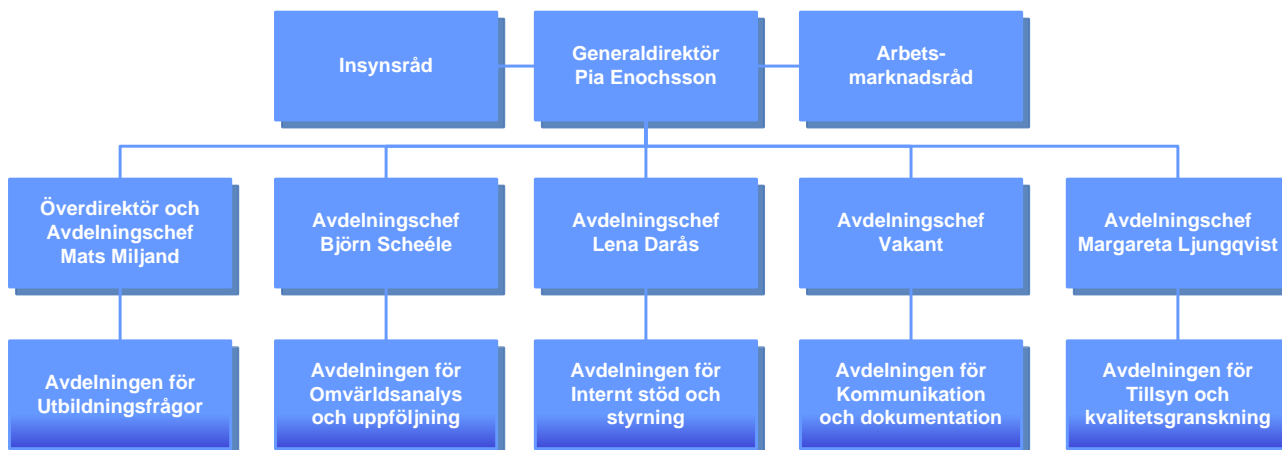 Insynsråd
Generaldirektör
Pia Enochsson
Arbets-
marknadsråd
Överdirektör och
Avdelningschef
Mats Miljand
Avdelningschef
Björn Scheéle
Avdelningschef
Lena Darås
Avdelningschef
Vakant
Avdelningschef
Margareta Ljungqvist
Avdelningen för
Utbildningsfrågor
Avdelningen för
Omvärldsanalys
och uppföljning
Avdelningen för
Internt stöd och
styrning
Avdelningen för
Kommunikation
och dokumentation
Avdelningen för
Tillsyn och
kvalitetsgranskning